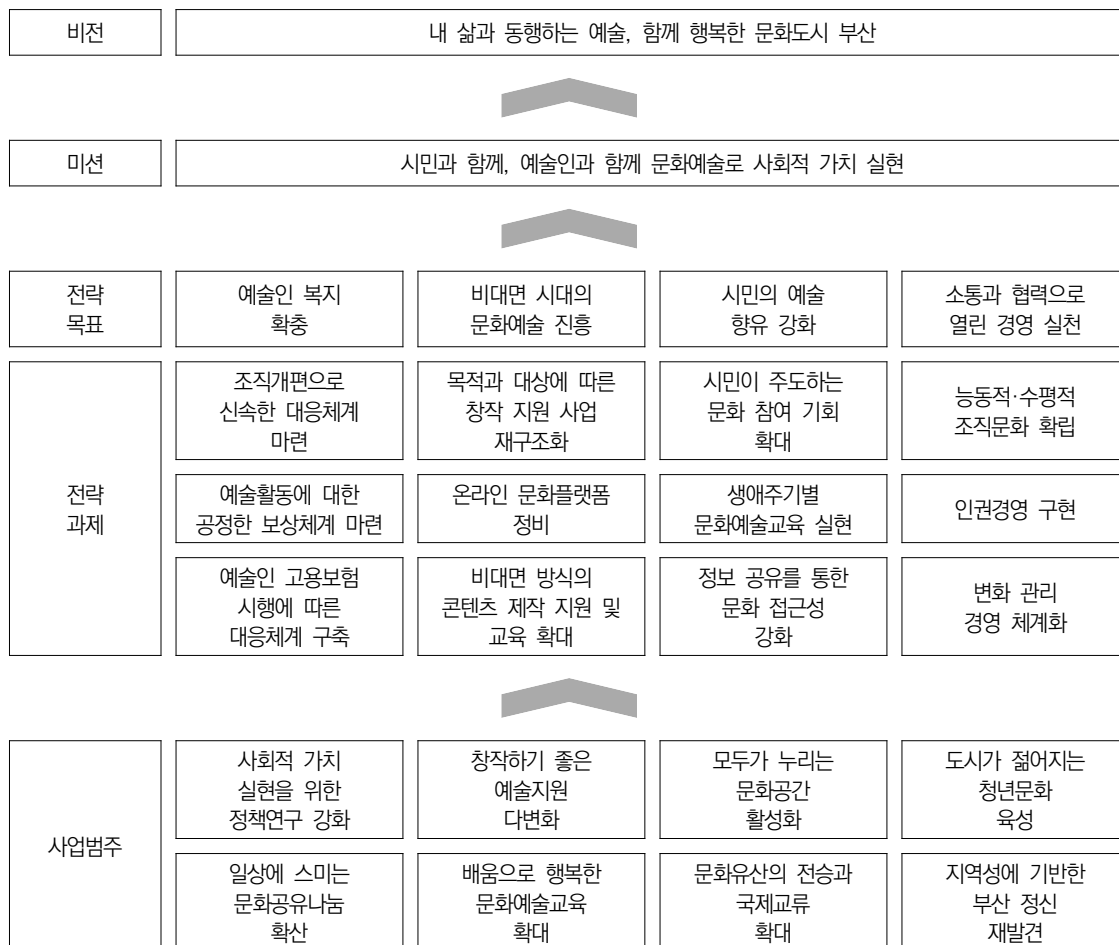 비전
내 삶과 동행하는 예술, 함께 행복한 문화도시 부산
미션
시민과 함께, 예술인과 함께 문화예술로 사회적 가치 실현
전략
목표
예술인 복지
확충
비대면 시대의
문화예술 진흥
시민의 예술
향유 강화
소통과 협력으로
열린 경영 실천
전략
과제
조직개편으로
신속한 대응체계
마련
목적과 대상에 따른
창작 지원 사업
재구조화
시민이 주도하는
문화 참여 기회
확대
능동적·수평적
조직문화 확립
예술활동에 대한
공정한 보상체계 마련
온라인 문화플랫폼
정비
생애주기별
문화예술교육 실현
인권경영 구현
예술인 고용보험
시행에 따른
대응체계 구축
비대면 방식의
콘텐츠 제작 지원 및
교육 확대
정보 공유를 통한
문화 접근성
강화
변화 관리
경영 체계화
사업범주
사회적 가치
실현을 위한
정책연구 강화
창작하기 좋은
예술지원
다변화
모두가 누리는
문화공간
활성화
도시가 젊어지는
청년문화
육성
일상에 스미는
문화공유나눔
확산
배움으로 행복한
문화예술교육
확대
문화유산의 전승과
국제교류
확대
지역성에 기반한
부산 정신
재발견